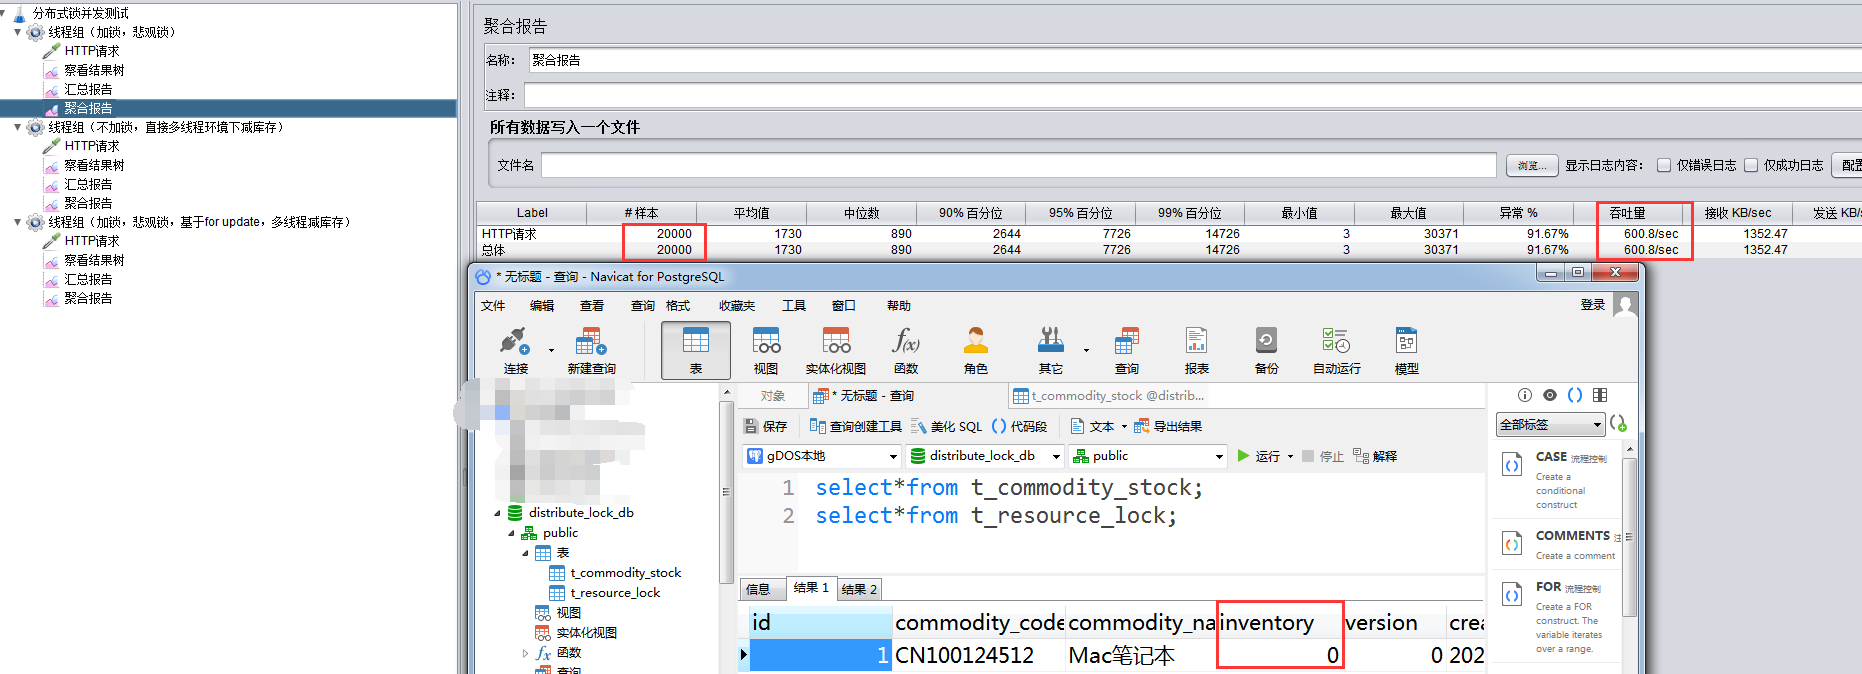 分布式锁并发测试
线程组（加锁，悲观锁）
HTTP请求
察看结果树
汇总报告
聚合报告
线程组（不加锁，直接多线程环境下减库存）
HTTP请求
察看结果树
汇总报告
聚合报告
线程组（加锁，悲观锁，基于for update，多线程减库存）
HTTP请求
察看结果树
汇总报告
聚合报告
聚合报告
名称： 聚合报告
注释：
所有数据写入一个文件
文件名 浏览... 显示日志内容： 仅错误日志 仅成功日志 配置
Label # 样本 平均值 中位数 90% 百分位 95% 百分位 99% 百分位 最小值 最大值 异常 % 吞吐量 接收 KB/sec 发送 KB/s
HTTP请求 20000 1730 890 2644 7726 14726 3 30371 91.67% 600.8/sec 1352.47
总体 20000 1730 890 2644 7726 14726 3 30371 91.67% 600.8/sec 1352.47
* 无标题 - 查询 - Navicat for PostgreSQL
文件 编辑 查看 查询 格式 收藏夹 工具 窗口 帮助 登录
连接 新建查询 表 视图 实体化视图 函数 角色 其它 查询 报表 备份 自动运行 模型
对象 * 无标题 - 查询 t_commodity_stock @distrib...
保存 查询创建工具 美化 SQL 代码段 文本 导出结果
gDOS本地 distribute_lock_db public 运行 停止 解释
1 select*from t_commodity_stock;
2 select*from t_resource_lock;
distribute_lock_db
public
表
t_commodity_stock
t_resource_lock
视图
实体化视图
函数
查询
信息 结果 1 结果 2
id commodity_code commodity_na inventory version crea
1 CN100124512 Mac笔记本 0 0 202
全部标签
CASE 流程控制
Create a
conditional
construct
COMMENTS 注
Create a comment
FOR 流程控制
Create a FOR
construct. The
variable iterates
over a range.